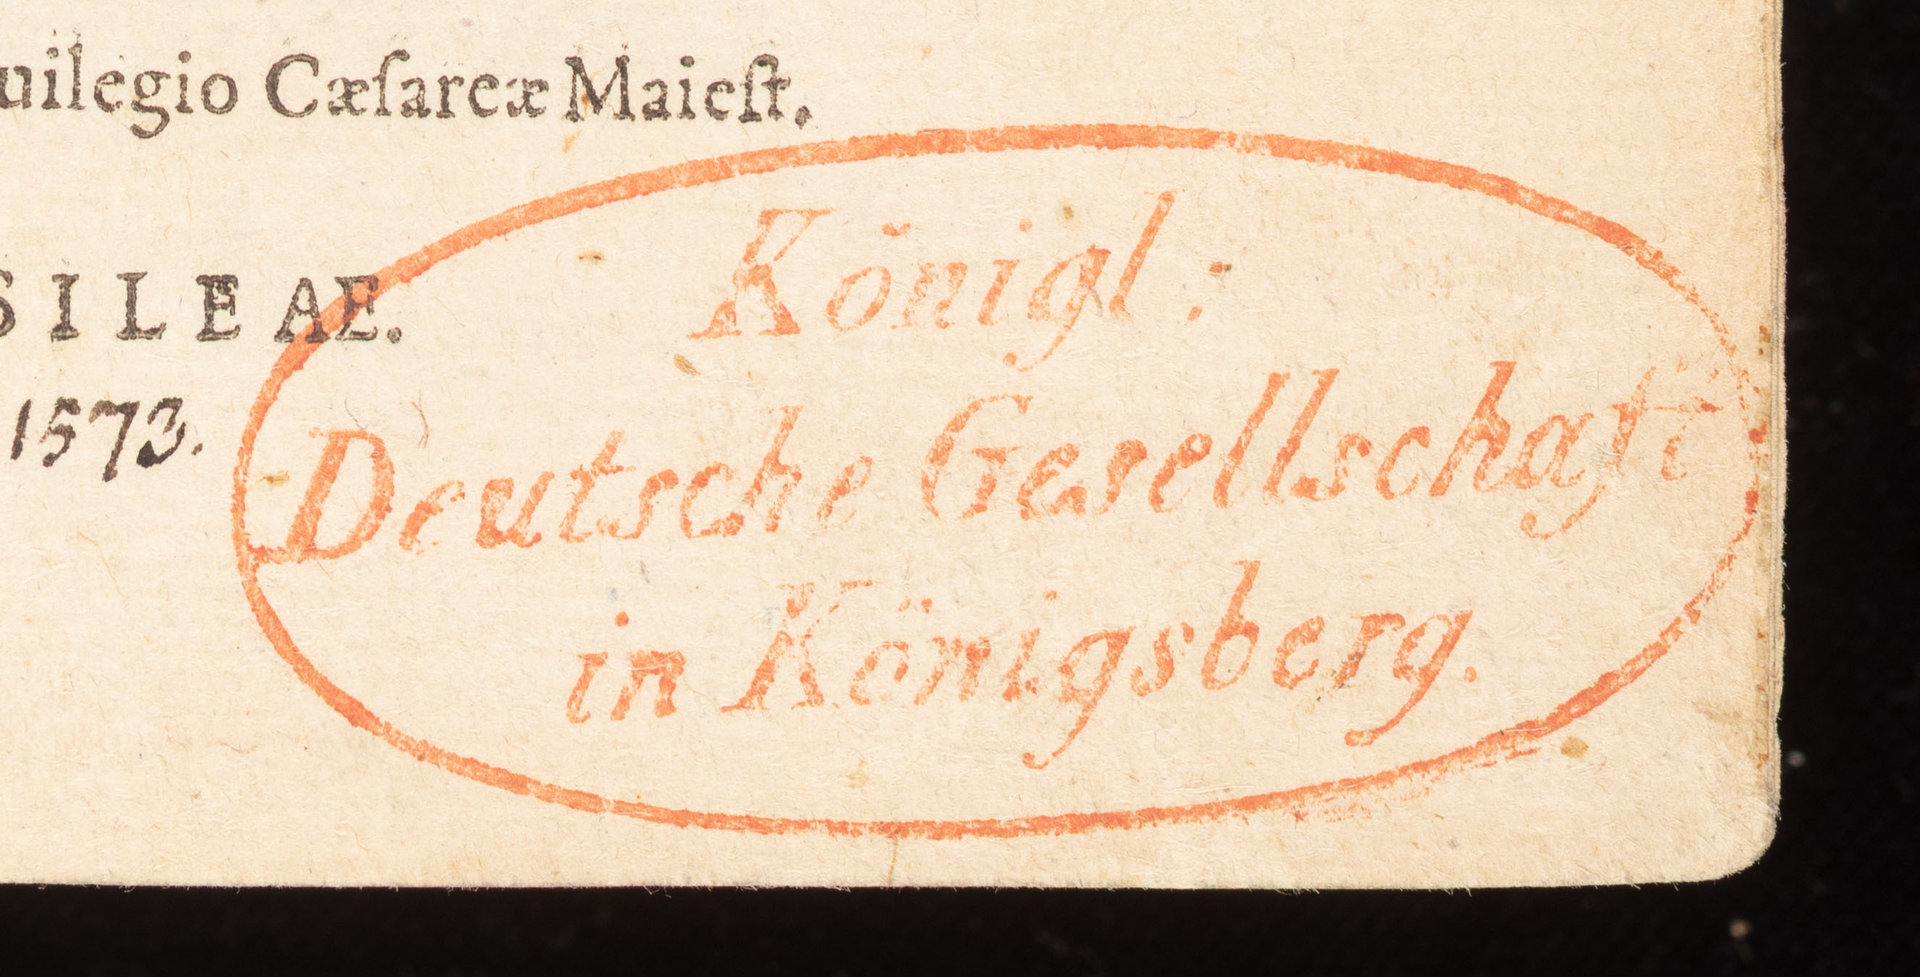 uilegio Cæſareæ Maieſt.
SILEAE.
1573.
Königl:
Deutsche Gesellschaft
in Königsberg.